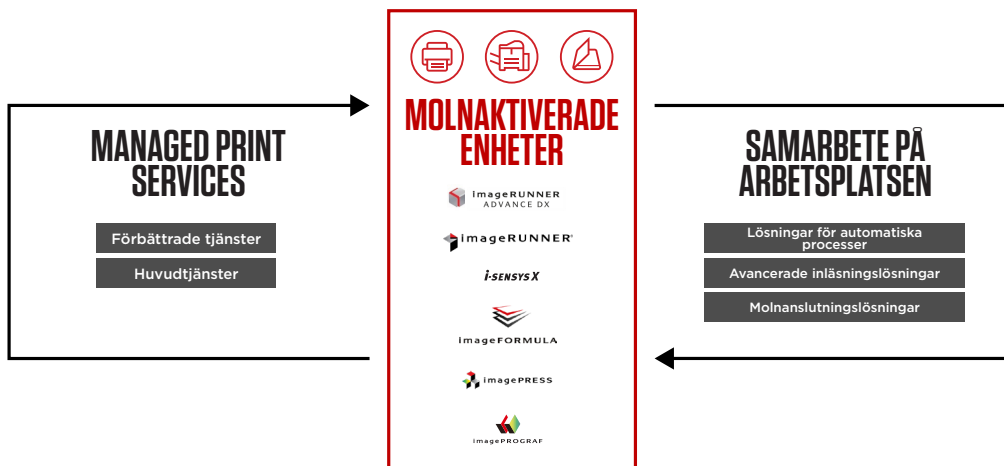 MANAGED PRINT
SERVICES
Förbättrade tjänster
Huvudtjänster
MOLNAKTIVERADE
ENHETER
imageRUNNER
ADVANCE DX
imageRUNNER®
i-SENSYS X
imageFORMULA
imagePRESS
imagePROGRAF
SAMARBETE PÅ
ARBETSPLATSEN
Lösningar för automatiska
processer
Avancerade inläsningslösningar
Molnanslutningslösningar